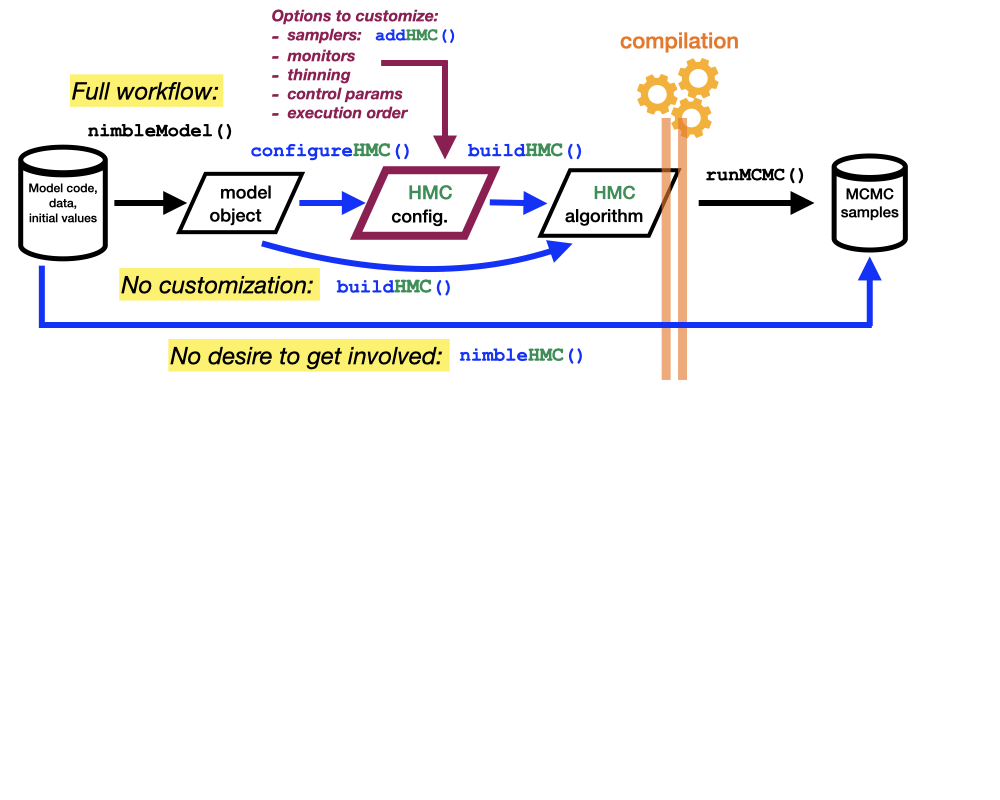 Options to customize:
- samplers: addHMC()
- monitors
- thinning
- control params
- execution order
compilation
Full workflow:
nimbleModel()
configureHMC()
buildHMC()
runMCMC()
Model code,
data,
initial values
model
object
HMC
config.
HMC
algorithm
MCMC
samples
No customization: buildHMC()
No desire to get involved: nimbleHMC()